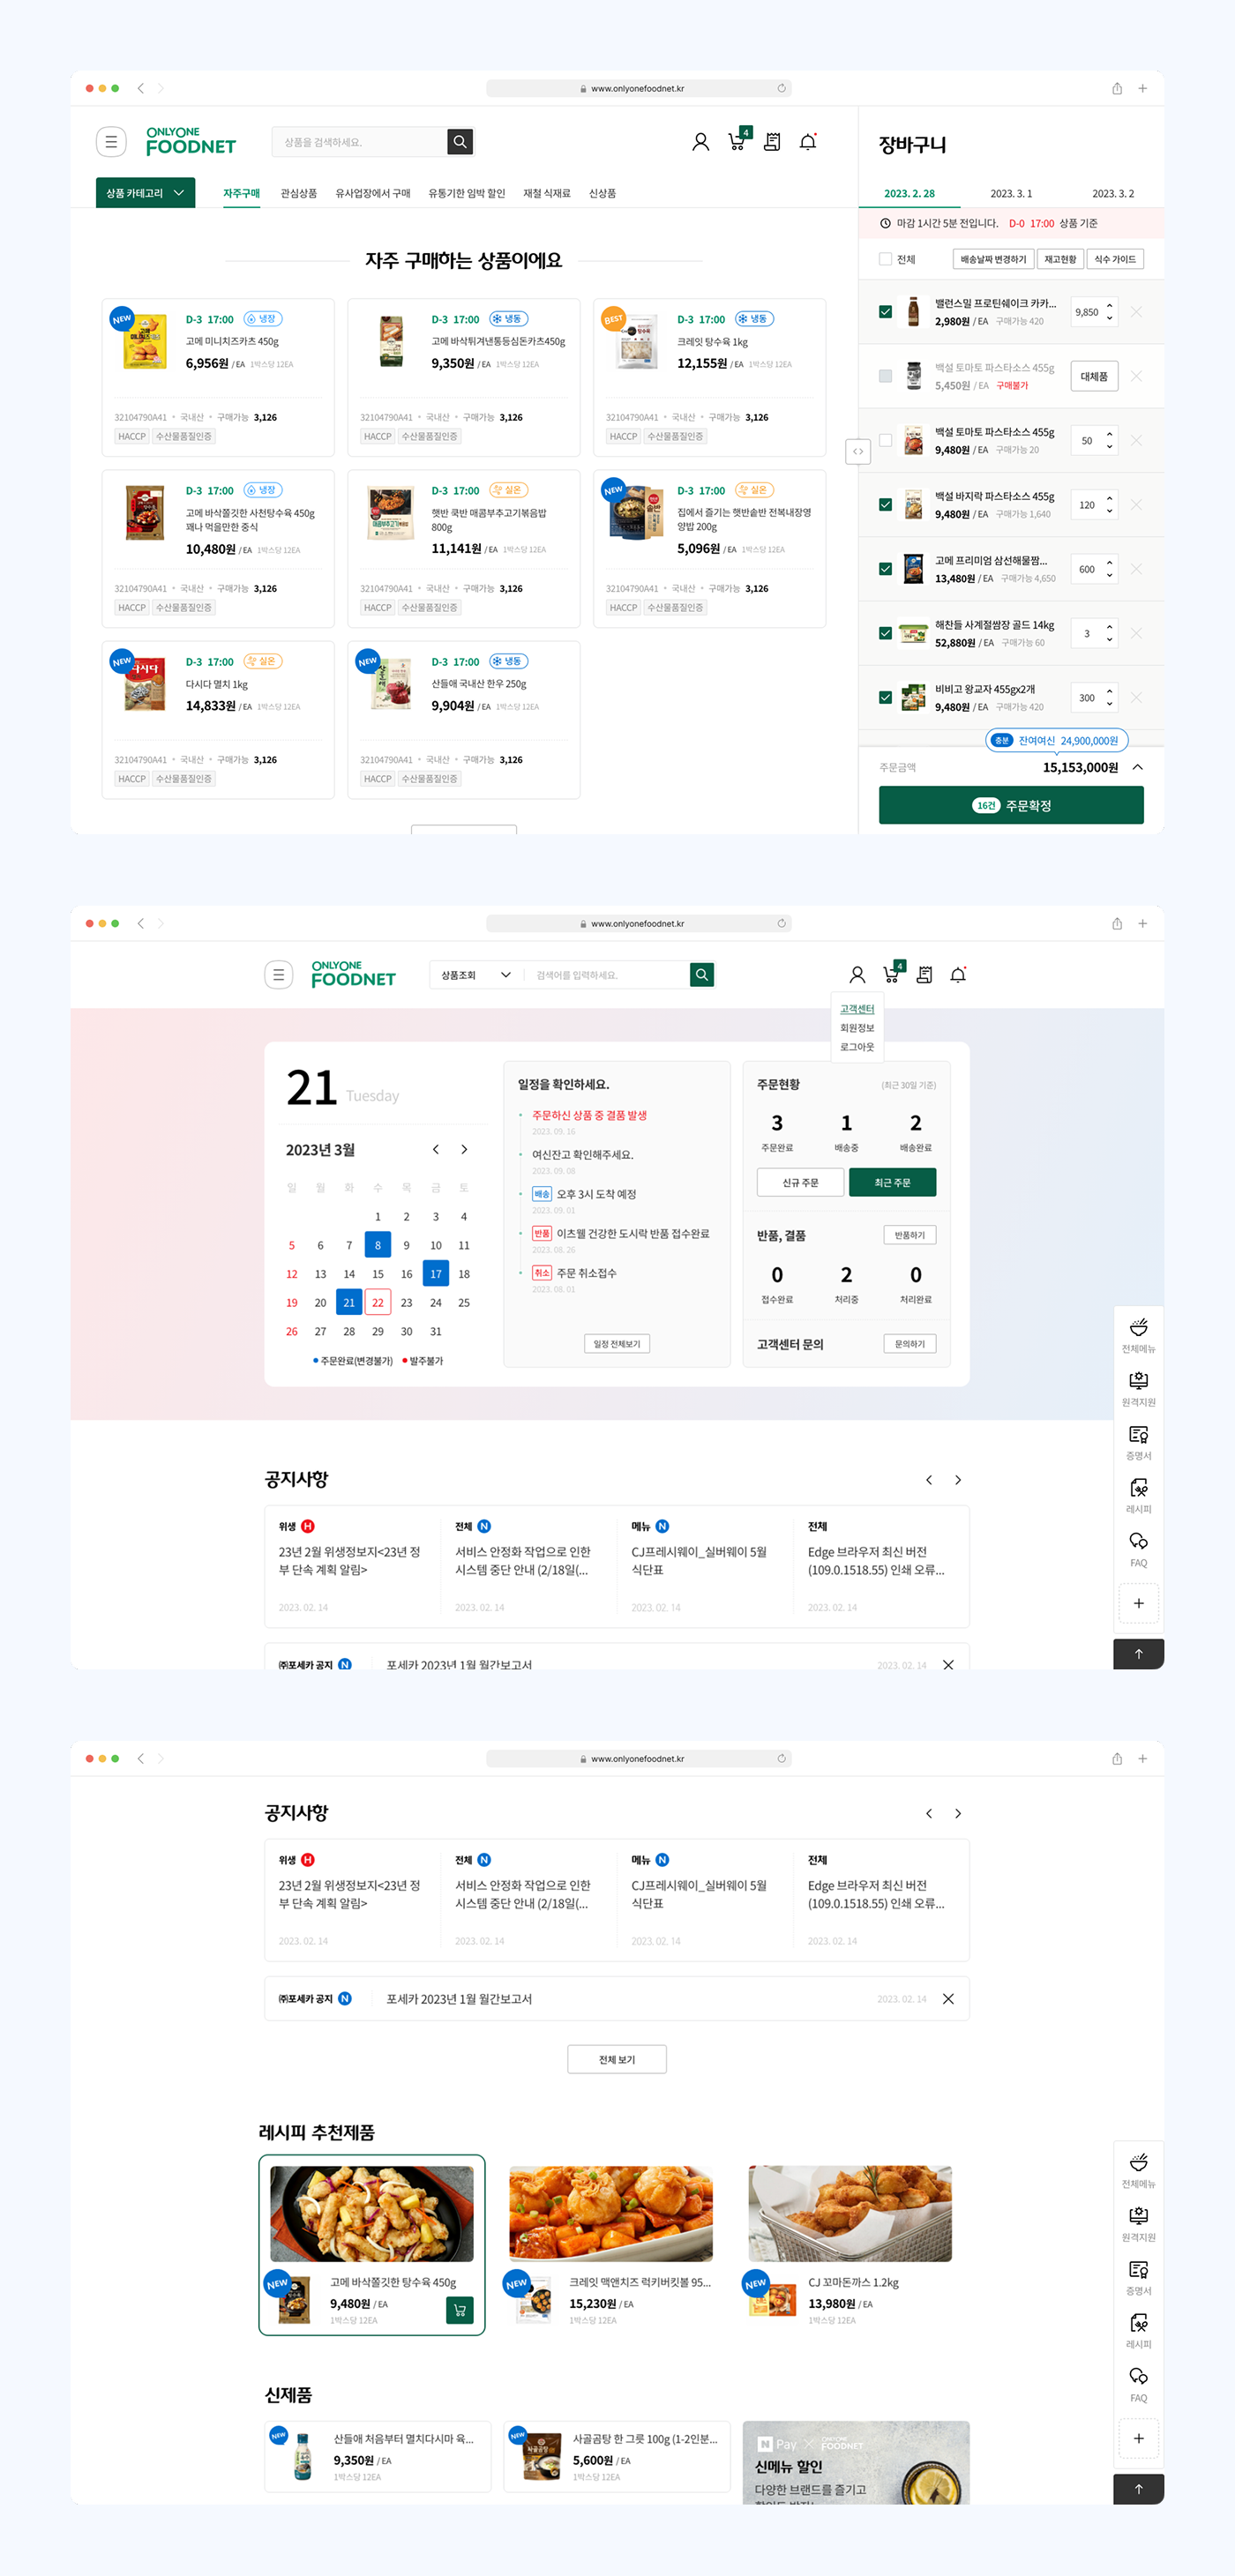 www.onlyonefoodnet.kr
ONLYONE
FOODNET
상품을 검색하세요.
4
상품 카테고리
자주구매 관심상품 유사업장에서 구매 유통기한 임박 할인 재철 식재료 신상품
자주 구매하는 상품이에요
NEW
D-3 17:00 냉장
고메 미니치즈카츠 450g
6,956원 / EA 1박스당 12EA
32104790A41 • 국내산 • 구매가능 3,126
HACCP 수산물품질인증
D-3 17:00 냉동
고메 바삭튀겨낸통등심돈카츠450g
9,350원 / EA 1박스당 12EA
32104790A41 • 국내산 • 구매가능 3,126
HACCP 수산물품질인증
BEST
D-3 17:00 냉동
크레잇 탕수육 1kg
12,155원 / EA 1박스당 12EA
32104790A41 • 국내산 • 구매가능 3,126
HACCP 수산물품질인증
D-3 17:00 냉장
고메 바삭쫄깃한 사천탕수육 450g
꽤나 먹을만한 중식
10,480원 / EA 1박스당 12EA
32104790A41 • 국내산 • 구매가능 3,126
HACCP 수산물품질인증
D-3 17:00 실온
햇반 쿡반 매콤부추고기볶음밥
800g
11,141원 / EA 1박스당 12EA
32104790A41 • 국내산 • 구매가능 3,126
HACCP 수산물품질인증
NEW
D-3 17:00 실온
집에서 즐기는 햇반솥반 전복내장영
양밥 200g
5,096원 / EA 1박스당 12EA
32104790A41 • 국내산 • 구매가능 3,126
HACCP 수산물품질인증
NEW
다시다
D-3 17:00 실온
다시다 멸치 1kg
14,833원 / EA 1박스당 12EA
32104790A41 • 국내산 • 구매가능 3,126
HACCP 수산물품질인증
NEW
D-3 17:00 냉동
산들애 국내산 한우 250g
9,904원 / EA 1박스당 12EA
32104790A41 • 국내산 • 구매가능 3,126
HACCP 수산물품질인증
장바구니
2023. 2. 28 2023. 3. 1 2023. 3. 2
마감 1시간 5분 전입니다. D-0 17:00 상품 기준
전체 배송날짜 변경하기 재고현황 식수 가이드
밸런스밀 프로틴쉐이크 카카...
2,980원 / EA 구매가능 420
9,850
백설 토마토 파스타소스 455g
5,450원 / EA 구매불가
대체품
백설 토마토 파스타소스 455g
9,480원 / EA 구매가능 20
50
백설 바지락 파스타소스 455g
9,480원 / EA 구매가능 1,640
120
고메 프리미엄 삼선해물짬...
13,480원 / EA 구매가능 4,650
600
해찬들 사계절쌈장 골드 14kg
52,880원 / EA 구매가능 60
3
비비고 왕교자 455gx2개
9,480원 / EA 구매가능 420
300
충분 잔여여신 24,900,000원
주문금액 15,153,000원
16건 주문확정
www.onlyonefoodnet.kr
ONLYONE
FOODNET
상품조회 검색어를 입력하세요.
4
고객센터
회원정보
로그아웃
21 Tuesday
2023년 3월
일 월 화 수 목 금 토
1 2 3 4
5 6 7 8 9 10 11
12 13 14 15 16 17 18
19 20 21 22 23 24 25
26 27 28 29 30 31
주문완료(변경불가) 발주불가
일정을 확인하세요.
주문하신 상품 중 결품 발생
2023. 09. 16
여신잔고 확인해주세요.
2023. 09. 08
배송 오후 3시 도착 예정
2023. 09. 01
반품 이츠웰 건강한 도시락 반품 접수완료
2023. 08. 26
취소 주문 취소접수
2023. 08. 01
일정 전체보기
주문현황 (최근 30일 기준)
3 1 2
주문완료 배송중 배송완료
신규 주문 최근 주문
반품, 결품 반품하기
0 2 0
접수완료 처리중 처리완료
고객센터 문의 문의하기
전체메뉴
원격지원
증명서
레시피
FAQ
공지사항
위생 H
23년 2월 위생정보지<23년 정
부 단속 계획 알림>
2023. 02. 14
전체 N
서비스 안정화 작업으로 인한
시스템 중단 안내 (2/18일(...
2023. 02. 14
메뉴 N
CJ프레시웨이_실버웨이 5월
식단표
2023. 02. 14
전체
Edge 브라우저 최신 버전
(109.0.1518.55) 인쇄 오류...
2023. 02. 14
㈜포세카 공지 N 포세카 2023년 1월 월간보고서 2023. 02. 14
www.onlyonefoodnet.kr
공지사항
위생 H
23년 2월 위생정보지<23년 정
부 단속 계획 알림>
2023. 02. 14
전체 N
서비스 안정화 작업으로 인한
시스템 중단 안내 (2/18일(...
2023. 02. 14
메뉴 N
CJ프레시웨이_실버웨이 5월
식단표
2023. 02. 14
전체
Edge 브라우저 최신 버전
(109.0.1518.55) 인쇄 오류...
2023. 02. 14
㈜포세카 공지 N 포세카 2023년 1월 월간보고서 2023. 02. 14
전체 보기
레시피 추천제품
NEW
고메 바삭쫄깃한 탕수육 450g
9,480원 / EA
1박스당 12EA
NEW
크레잇 맥앤치즈 럭키버킷볼 95...
15,230원 / EA
1박스당 12EA
NEW
CJ 꼬마돈까스 1.2kg
13,980원 / EA
1박스당 12EA
전체메뉴
원격지원
증명서
레시피
FAQ
신제품
NEW
산들애 처음부터 멸치다시마 육...
9,350원 / EA
1박스당 12EA
NEW
사골곰탕
사골곰탕 한 그릇 100g (1-2인분...
5,600원 / EA
1박스당 12EA
N Pay × ONLYONE FOODNET
신메뉴 할인
다양한 브랜드를 즐기고